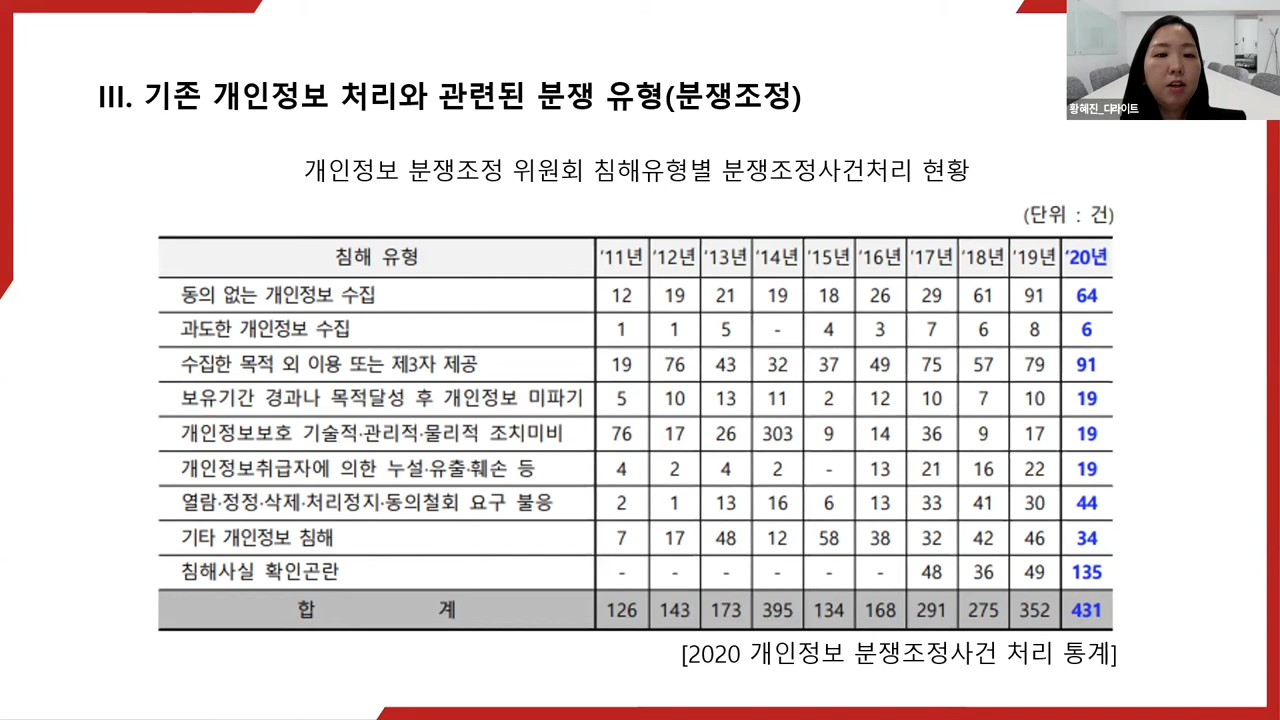 III. 기존 개인정보 처리와 관련된 분쟁 유형(분쟁조정)
황혜진_디라이트
개인정보 분쟁조정 위원회 침해유형별 분쟁조정사건처리 현황
(단위 : 건)
침해 유형 '11년 '12년 '13년 '14년 '15년 '16년 '17년 '18년 '19년 '20년
동의 없는 개인정보 수집 12 19 21 19 18 26 29 61 91 64
과도한 개인정보 수집 1 1 5 - 4 3 7 6 8 6
수집한 목적 외 이용 또는 제3자 제공 19 76 43 32 37 49 75 57 79 91
보유기간 경과나 목적달성 후 개인정보 미파기 5 10 13 11 2 12 10 7 10 19
개인정보보호 기술적·관리적·물리적 조치미비 76 17 26 303 9 14 36 9 17 19
개인정보취급자에 의한 누설·유출·훼손 등 4 2 4 2 - 13 21 16 22 19
열람·정정·삭제·처리정지·동의철회 요구 불응 2 1 13 16 6 13 33 41 30 44
기타 개인정보 침해 7 17 48 12 58 38 32 42 46 34
침해사실 확인곤란 - - - - - - 48 36 49 135
합 계 126 143 173 395 134 168 291 275 352 431
[2020 개인정보 분쟁조정사건 처리 통계]